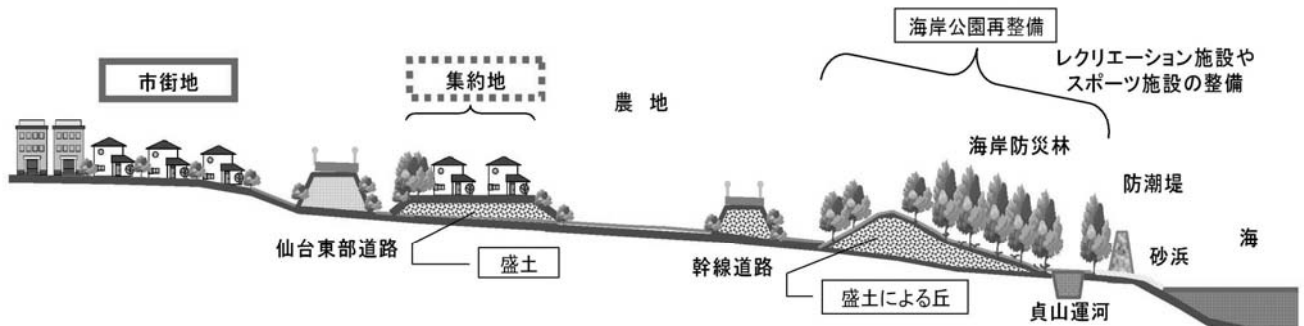 海岸公園再整備
レクリエーション施設や
スポーツ施設の整備
市街地
集約地
農地
海岸防災林
防潮堤
海
仙台東部道路
盛土
幹線道路
盛土による丘
砂浜
貞山運河